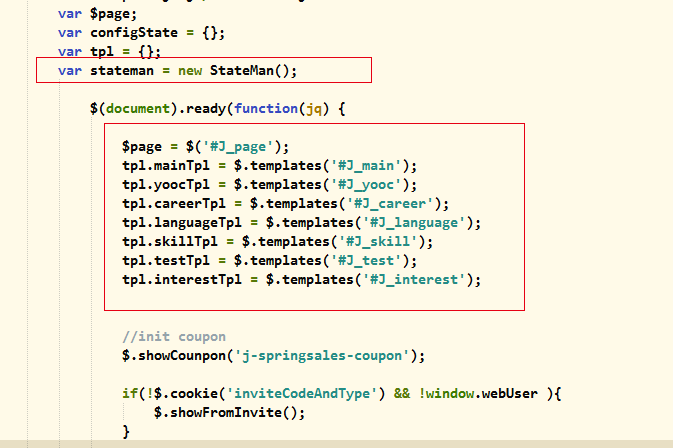 var $page;
var configState = {};
var tpl = {};
var stateman = new StateMan();
$(document).ready(function(jq) {
$page = $('#J_page');
tpl.mainTpl = $.templates('#J_main');
tpl.yoocTpl = $.templates('#J_yooc');
tpl.careerTpl = $.templates('#J_career');
tpl.languageTpl = $.templates('#J_language');
tpl.skillTpl = $.templates('#J_skill');
tpl.testTpl = $.templates('#J_test');
tpl.interestTpl = $.templates('#J_interest');
//init coupon
$.showCounpon('j-springsales-coupon');
if(!$.cookie('inviteCodeAndType') && !window.webUser ){
$.showFromInvite();
}